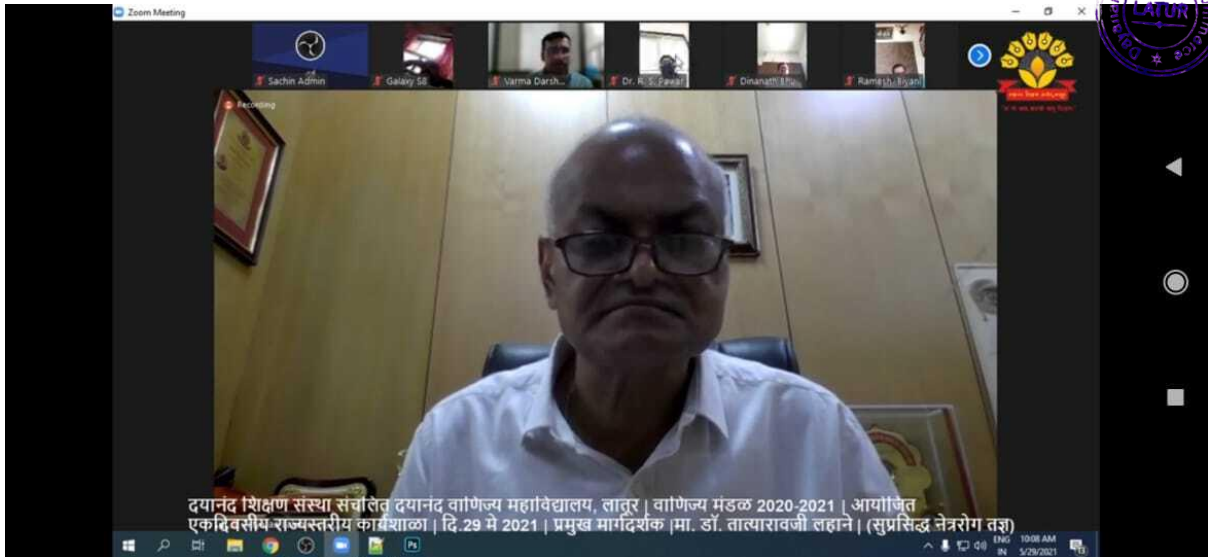 Zoom Meeting
LATUR
Sachin Admin
Galaxy S8
Varma Darsh...
Dr. R. S. Pawar
Dinanath Bhu
Ramesh Biyani
Recording
दयानंद शिक्षण संस्था संचलित दयानंद वाणिज्य महाविद्यालय, लातूर | वाणिज्य मंडळ 2020-2021 | आयोजित
एकदिवसीय राज्यस्तरीय कार्यशाळा | दि.29 मे 2021 | प्रमुख मार्गदर्शक |मा. डॉ. तात्यारावजी लहाने | (सुप्रसिद्ध नेत्ररोग तज्ञ)
Ps
ENG
10:08 AM
IN
5/29/2021